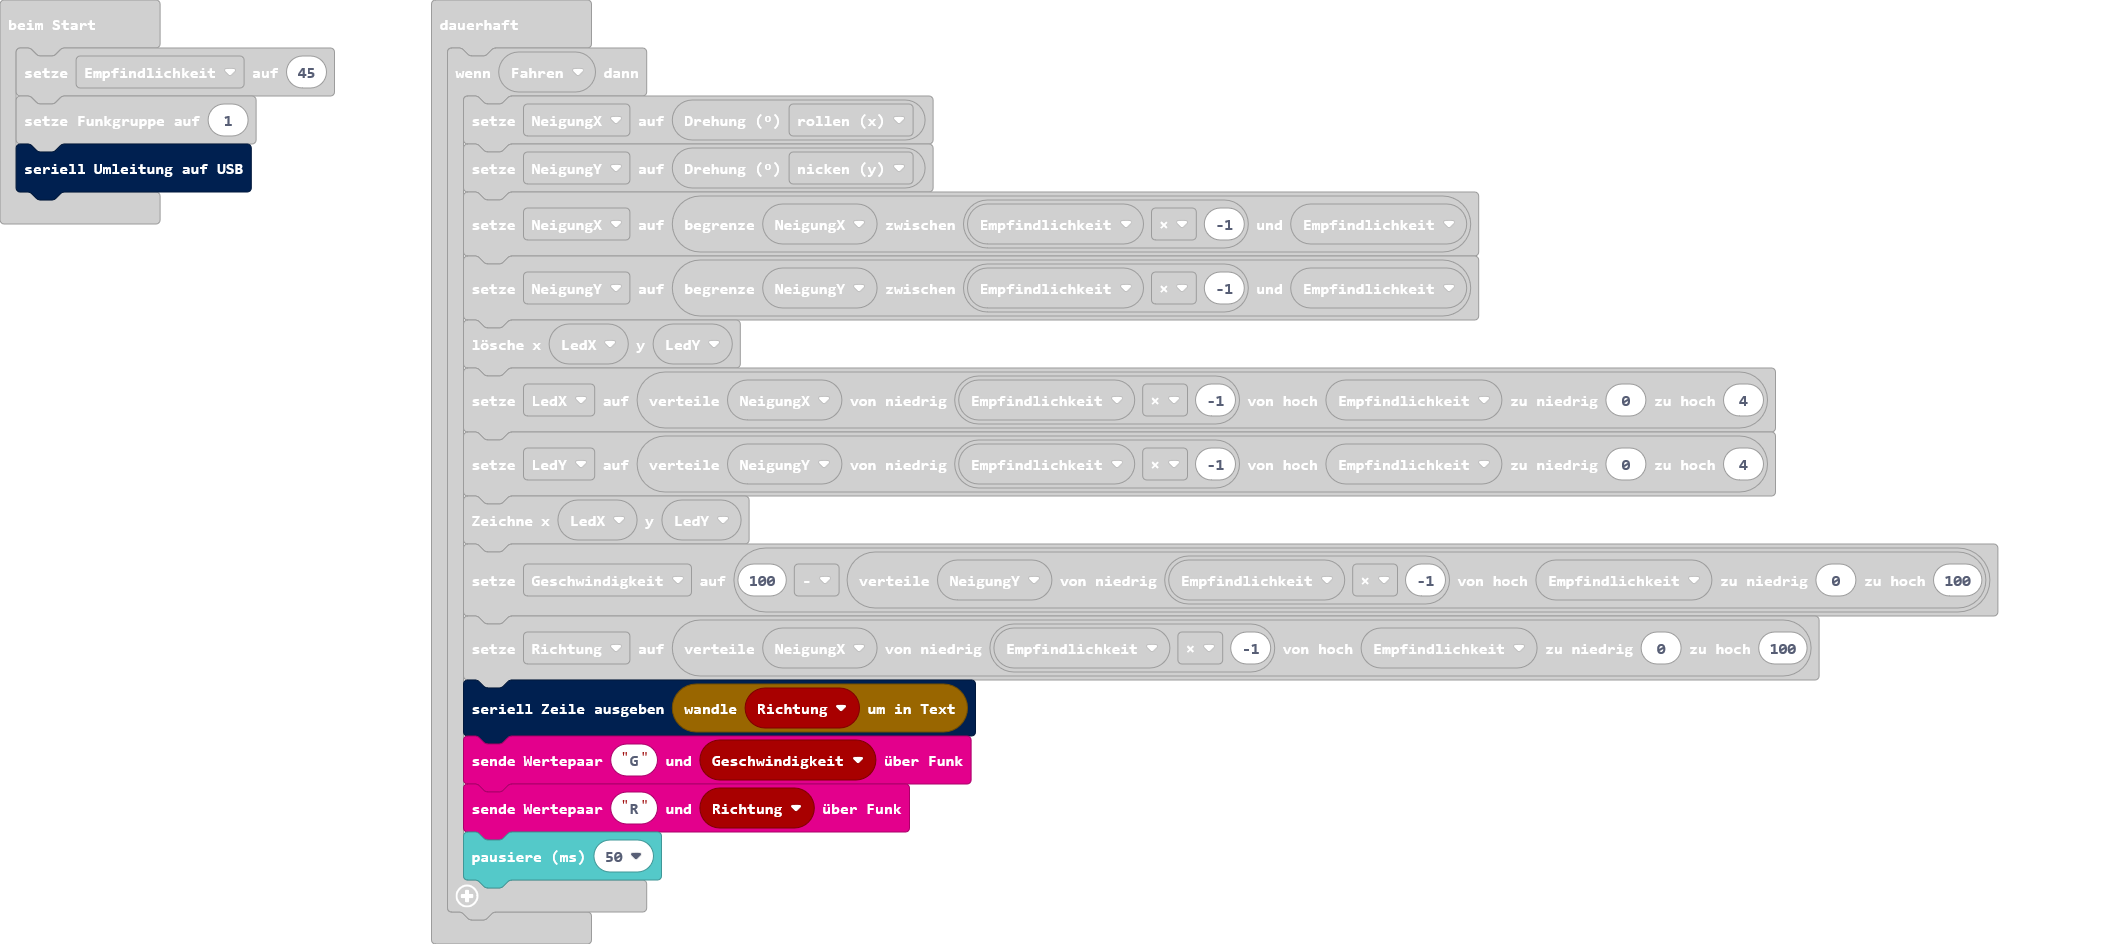 beim Start
setze Empfindlichkeit auf 45
setze Funkgruppe auf 1
seriell Umleitung auf USB
dauerhaft
wenn Fahren dann
setze NeigungX auf Drehung (º) rollen (x)
setze NeigungY auf Drehung (º) nicken (y)
setze NeigungX auf begrenze NeigungX zwischen Empfindlichkeit × -1 und Empfindlichkeit
setze NeigungY auf begrenze NeigungY zwischen Empfindlichkeit × -1 und Empfindlichkeit
lösche x LedX y LedY
setze LedX auf verteile NeigungX von niedrig Empfindlichkeit × -1 von hoch Empfindlichkeit zu niedrig 0 zu hoch 4
setze LedY auf verteile NeigungY von niedrig Empfindlichkeit × -1 von hoch Empfindlichkeit zu niedrig 0 zu hoch 4
Zeichne x LedX y LedY
setze Geschwindigkeit auf 100 - verteile NeigungY von niedrig Empfindlichkeit × -1 von hoch Empfindlichkeit zu niedrig 0 zu hoch 100
setze Richtung auf verteile NeigungX von niedrig Empfindlichkeit × -1 von hoch Empfindlichkeit zu niedrig 0 zu hoch 100
seriell Zeile ausgeben wandle Richtung um in Text
sende Wertepaar "G" und Geschwindigkeit über Funk
sende Wertepaar "R" und Richtung über Funk
pausiere (ms) 50